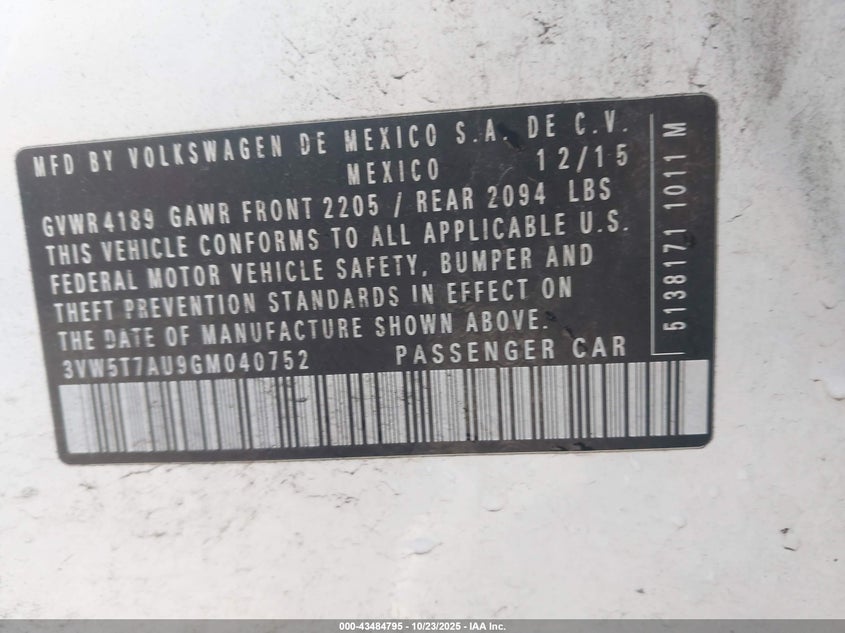 MFD BY VOLKSWAGEN DE MEXICO S.A. DE C.V.
MEXICO 12/15
GVWR 4189 GAWR FRONT 2205 / REAR 2094 LBS
THIS VEHICLE CONFORMS TO ALL APPLICABLE U.S.
FEDERAL MOTOR VEHICLE SAFETY, BUMPER AND
THEFT PREVENTION STANDARDS IN EFFECT ON
THE DATE OF MANUFACTURE SHOWN ABOVE.
3VW5T7AU9GM040752 PASSENGER CAR
5138171 1011 M
000-43484795 - 10/23/2025 - IAA Inc.